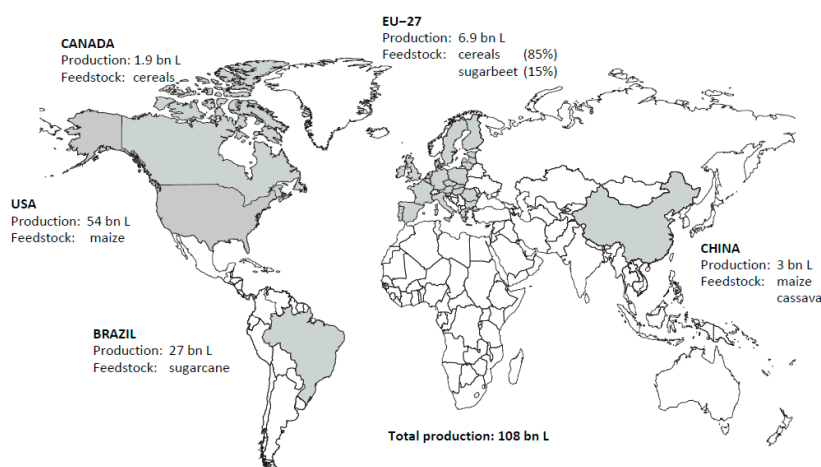 EU–27
Production: 6.9 bn L
Feedstock: cereals (85%)
sugarbeet (15%)
CANADA
Production: 1.9 bn L
Feedstock: cereals
USA
Production: 54 bn L
Feedstock: maize
CHINA
Production: 3 bn L
Feedstock: maize
cassava
BRAZIL
Production: 27 bn L
Feedstock: sugarcane
Total production: 108 bn L